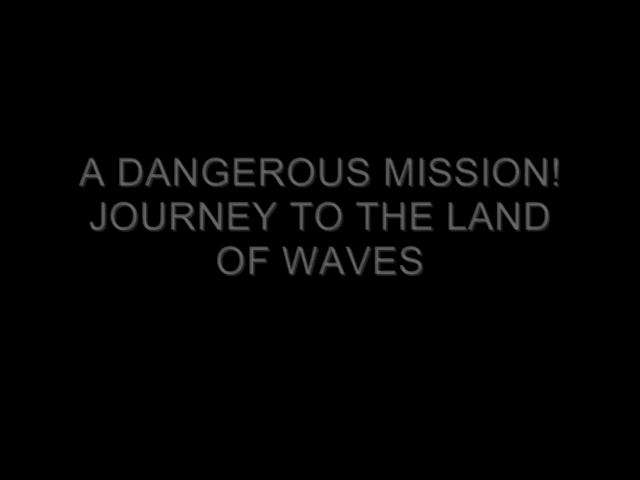 A DANGEROUS MISSION!
JOURNEY TO THE LAND
OF WAVES